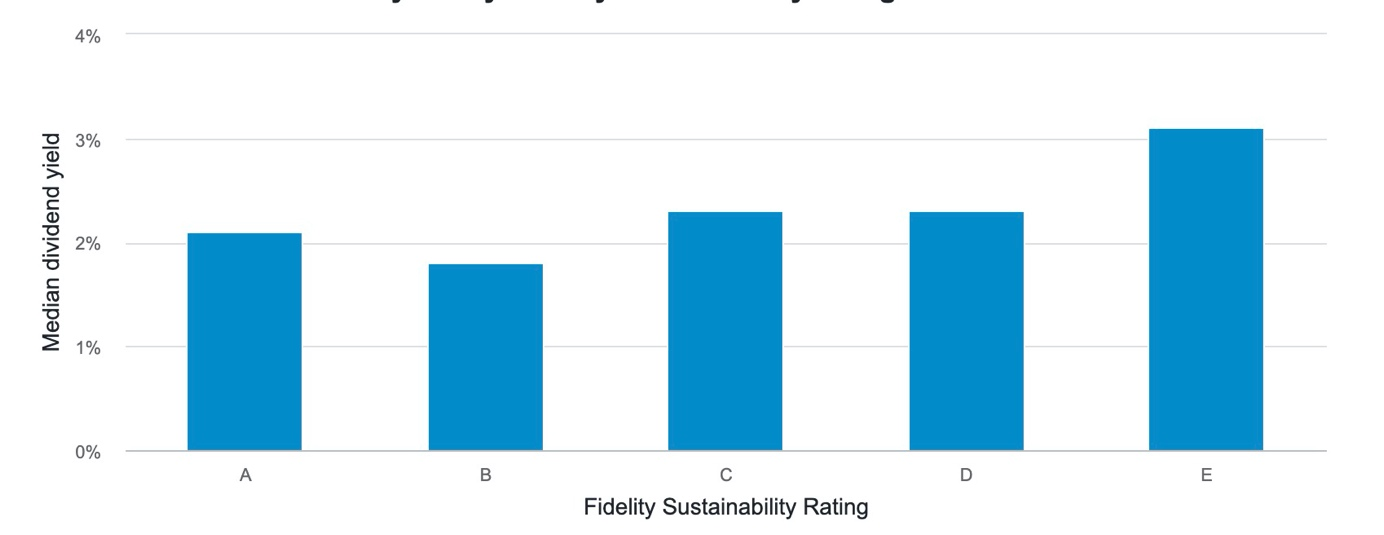 4%
3%
2%
1%
0%
Median dividend yield
A B C D E
Fidelity Sustainability Rating